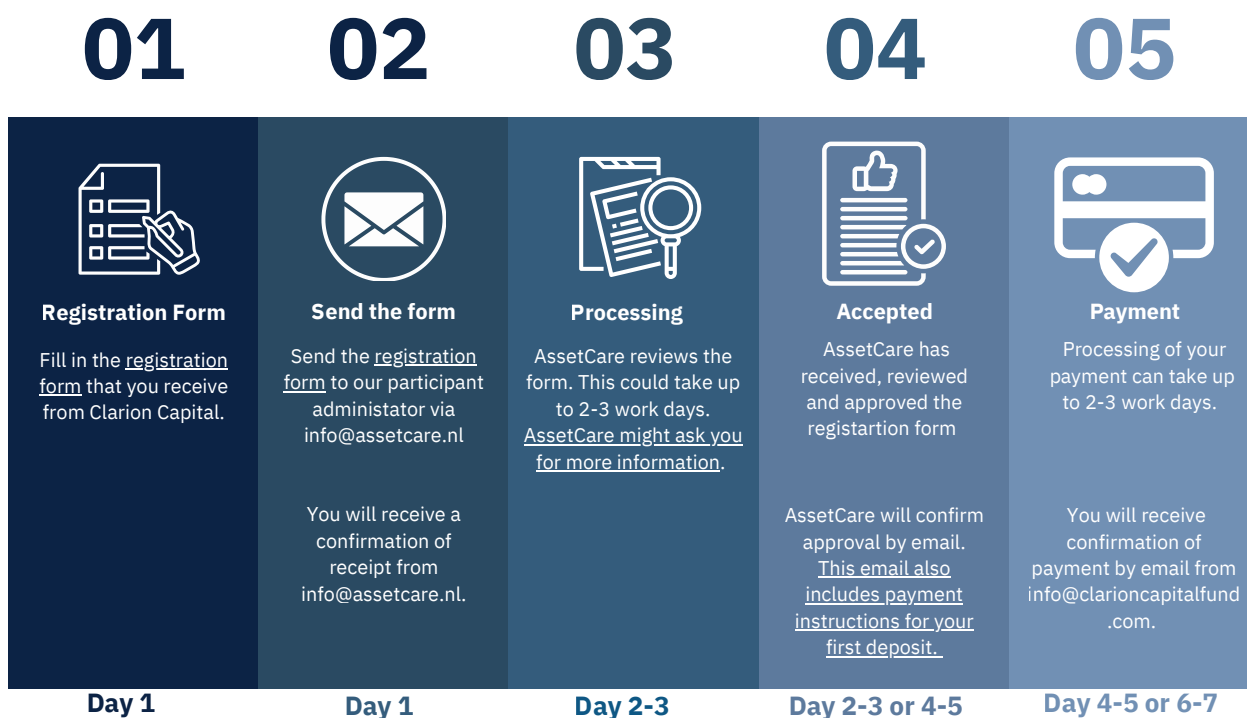 01
02
03
04
05
Registration Form
Fill in the registration
form that you receive
from Clarion Capital.
Day 1
Send the form
Send the registration
form to our participant
administator via
info@assetcare.nl
You will receive a
confirmation of
receipt from
info@assetcare.nl.
Day 1
Processing
AssetCare reviews the
form. This could take up
to 2-3 work days.
AssetCare might ask you
for more information.
Day 2-3
Accepted
AssetCare has
received, reviewed
and approved the
registartion form
AssetCare will confirm
approval by email.
This email also
includes payment
instructions for your
first deposit.
Day 2-3 or 4-5
Payment
Processing of your
payment can take up
to 2-3 work days.
You will receive
confirmation of
payment by email from
info@clarioncapitalfund
.com.
Day 4-5 or 6-7